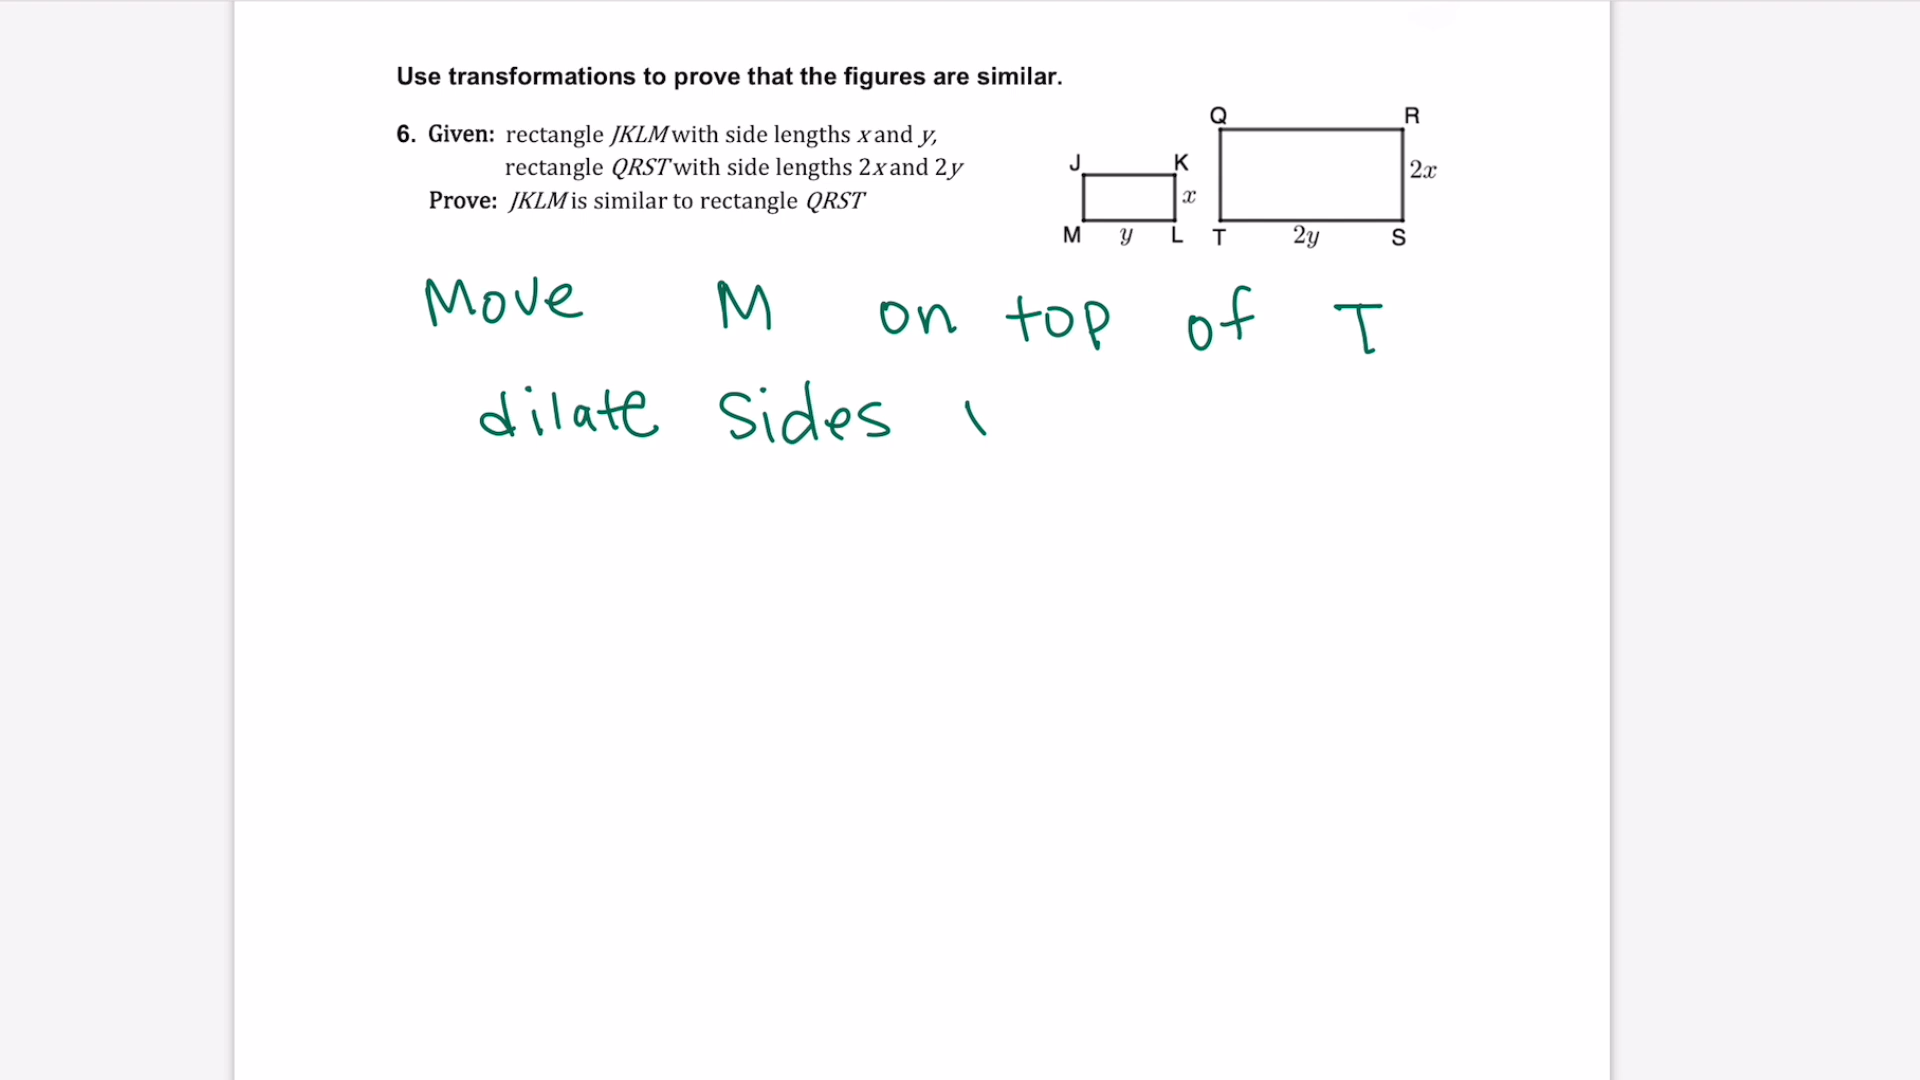 Use transformations to prove that the figures are similar.
6. Given: rectangle JKLM with side lengths x and y,
rectangle QRST with side lengths 2x and 2y
Prove: JKLM is similar to rectangle QRST
Q R
J K 2x
x
M y L T 2y S
Move M on top of T
dilate sides